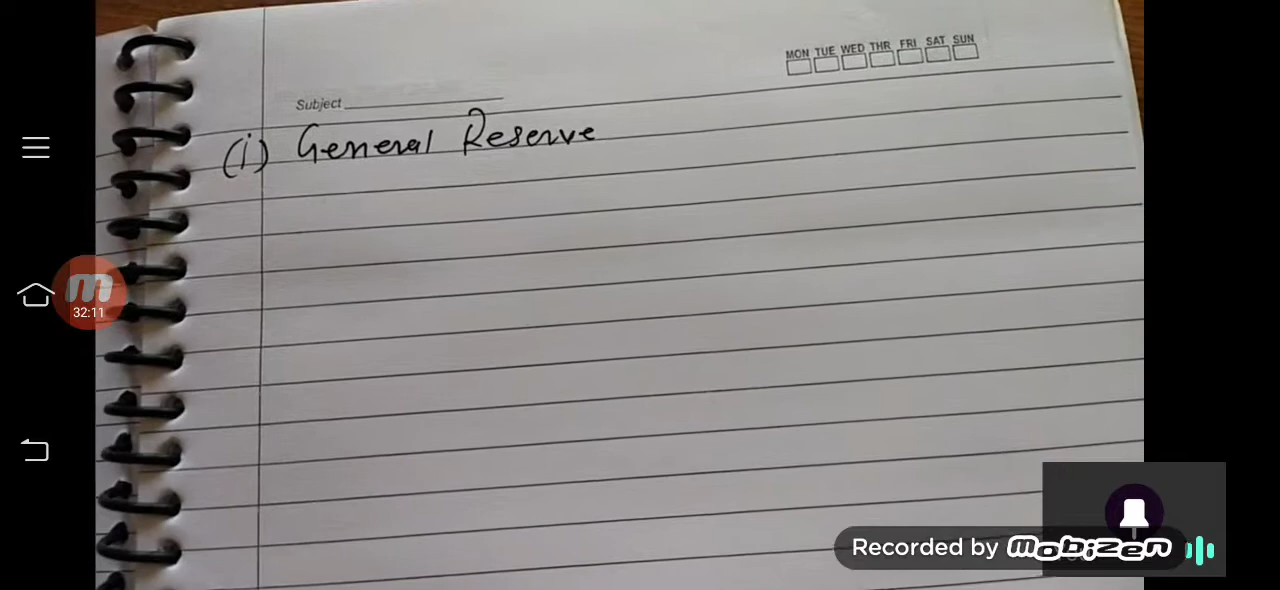 MON TUE WED THR FRI SAT SUN
Subject
(i) General Reserve
32:11
Recorded by mobizen